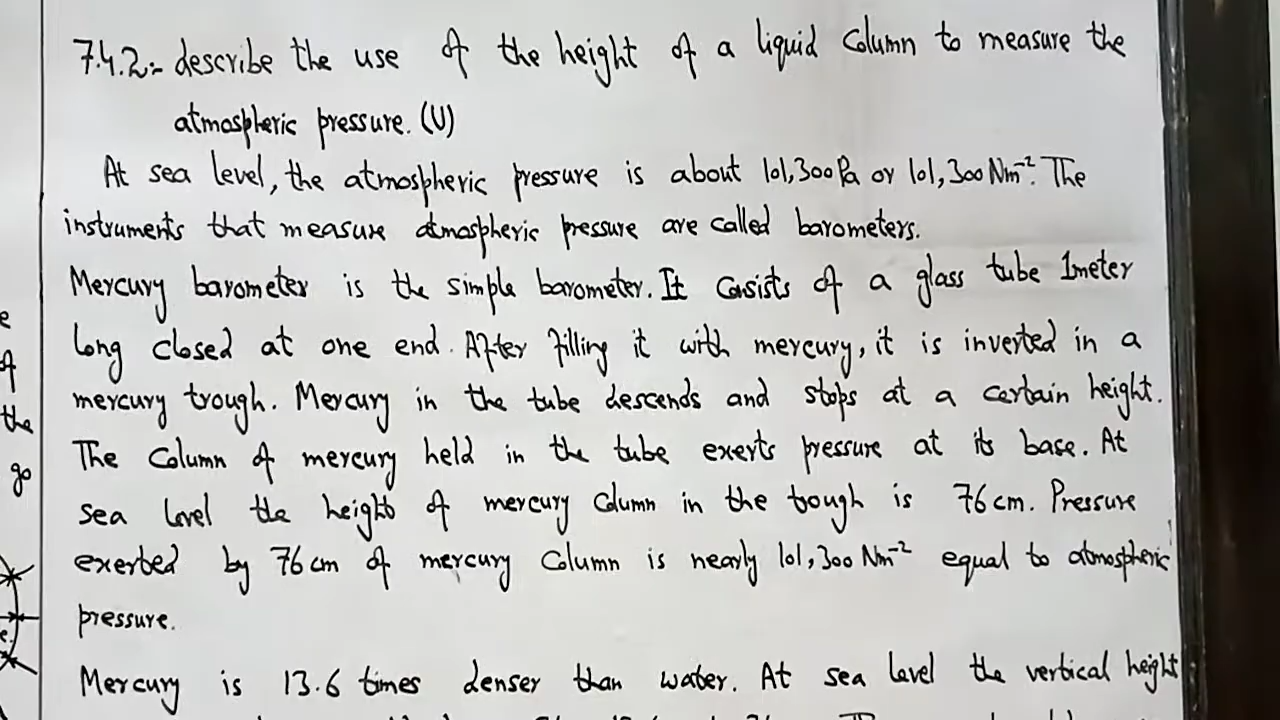 7.4.2:- describe the use of the height of a liquid column to measure the
atmospheric pressure. (U)
At sea level, the atmospheric pressure is about 101,300 Pa or 101,300 Nm⁻². The
instruments that measure atmospheric pressure are called barometers.
Mercury barometer is the simple barometer. It consists of a glass tube 1meter
long closed at one end. After filling it with mercury, it is inverted in a
mercury trough. Mercury in the tube descends and stops at a certain height.
The column of mercury held in the tube exerts pressure at its base. At
sea level the height of mercury column in the trough is 76 cm. Pressure
exerted by 76 cm of mercury column is nearly 101,300 Nm⁻² equal to atmospheric
pressure.
Mercury is 13.6 times denser than water. At sea level the vertical height
e
of
the
go
e.